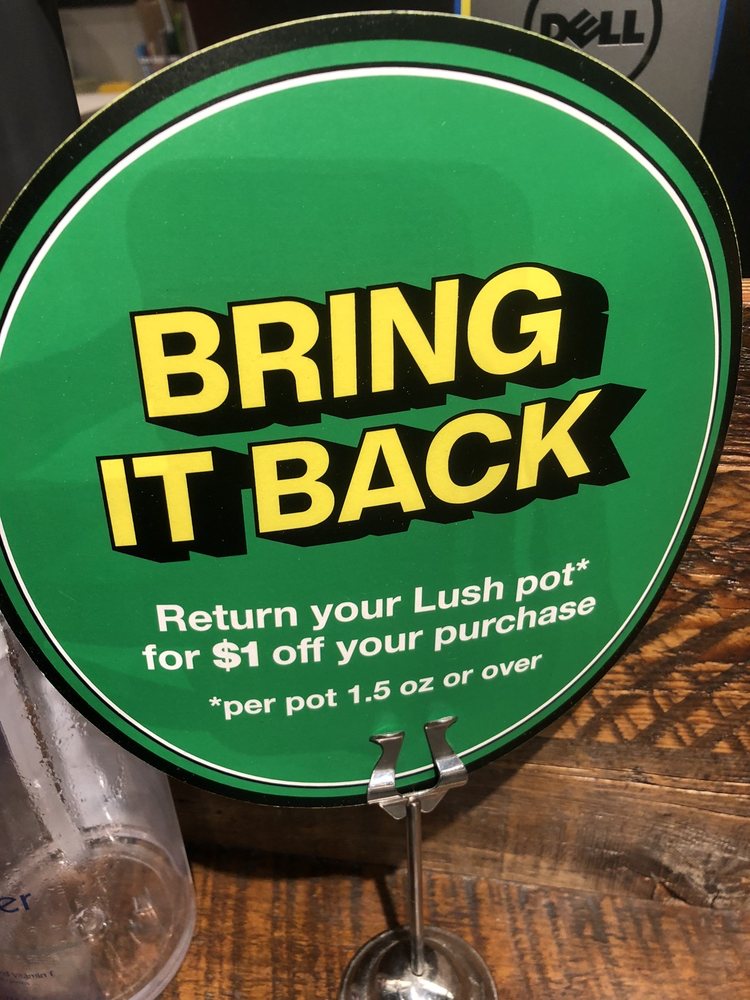 DELL
BRING
IT BACK
Return your Lush pot*
for $1 off your purchase
*per pot 1.5 oz or over
er